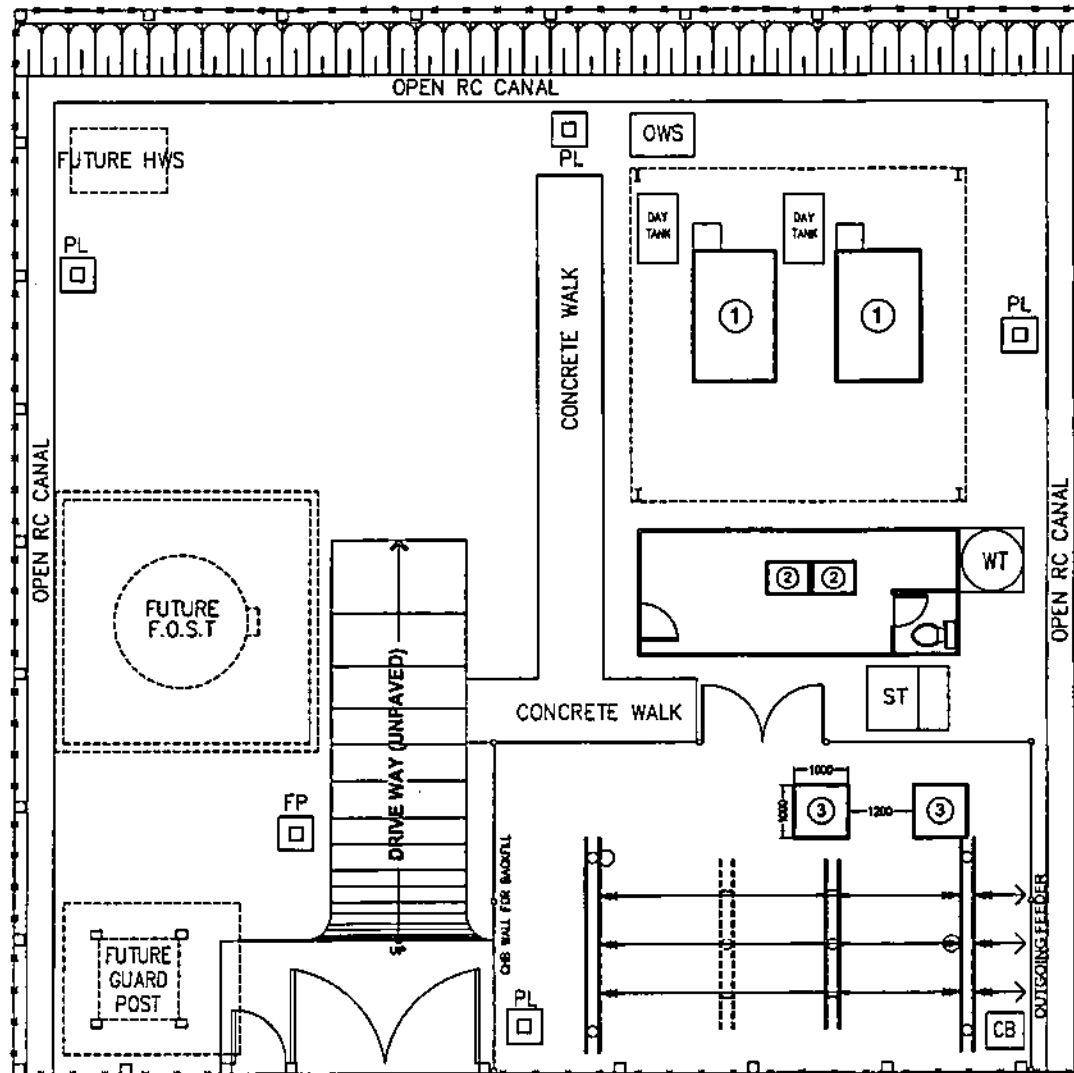 OPEN RC CANAL
FUTURE HWS
PL
OWS
PL
DAY
TANK
DAY
TANK
1
1
PL
CONCRETE WALK
OPEN RC CANAL
OPEN RC CANAL
FUTURE
F.O.S.T
2
2
WT
DRIVE WAY (UNPAVED)
CONCRETE WALK
ST
1000
1000
3
1200
3
FP
CHB WALL FOR BACKFILL
OUTGOING FEEDER
FUTURE
GUARD
POST
PL
CB